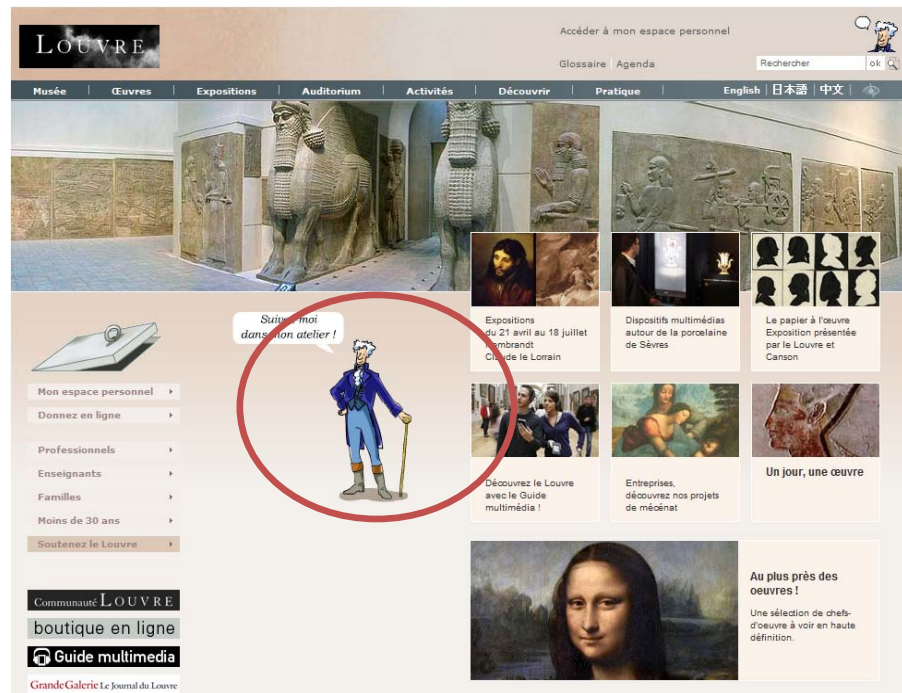 LOUVRE
Accéder à mon espace personnel
Glossaire | Agenda
Rechercher
ok
Musée | Œuvres | Expositions | Auditorium | Activités | Découvrir | Pratique |
English | 日本語 | 中文 |
Suivez moi
dans mon atelier !
Expositions
du 21 avril au 18 juillet
Rembrandt
Claude le Lorrain
Dispositifs multimédias
autour de la porcelaine
de Sèvres
Le papier à l'œuvre
Exposition présentée
par le Louvre et
Canson
Mon espace personnel
Donnez en ligne
Professionnels
Enseignants
Familles
Moins de 30 ans
Soutenez le Louvre
Découvrez le Louvre
avec le Guide
multimédia !
Entreprises,
découvrez nos projets
de mécénat
Un jour, une œuvre
Communauté LOUVRE
boutique en ligne
Guide multimedia
GrandeGalerie Le Journal du Louvre
Au plus près des
oeuvres !
Une sélection de chefs-
d'oeuvre à voir en haute
définition.